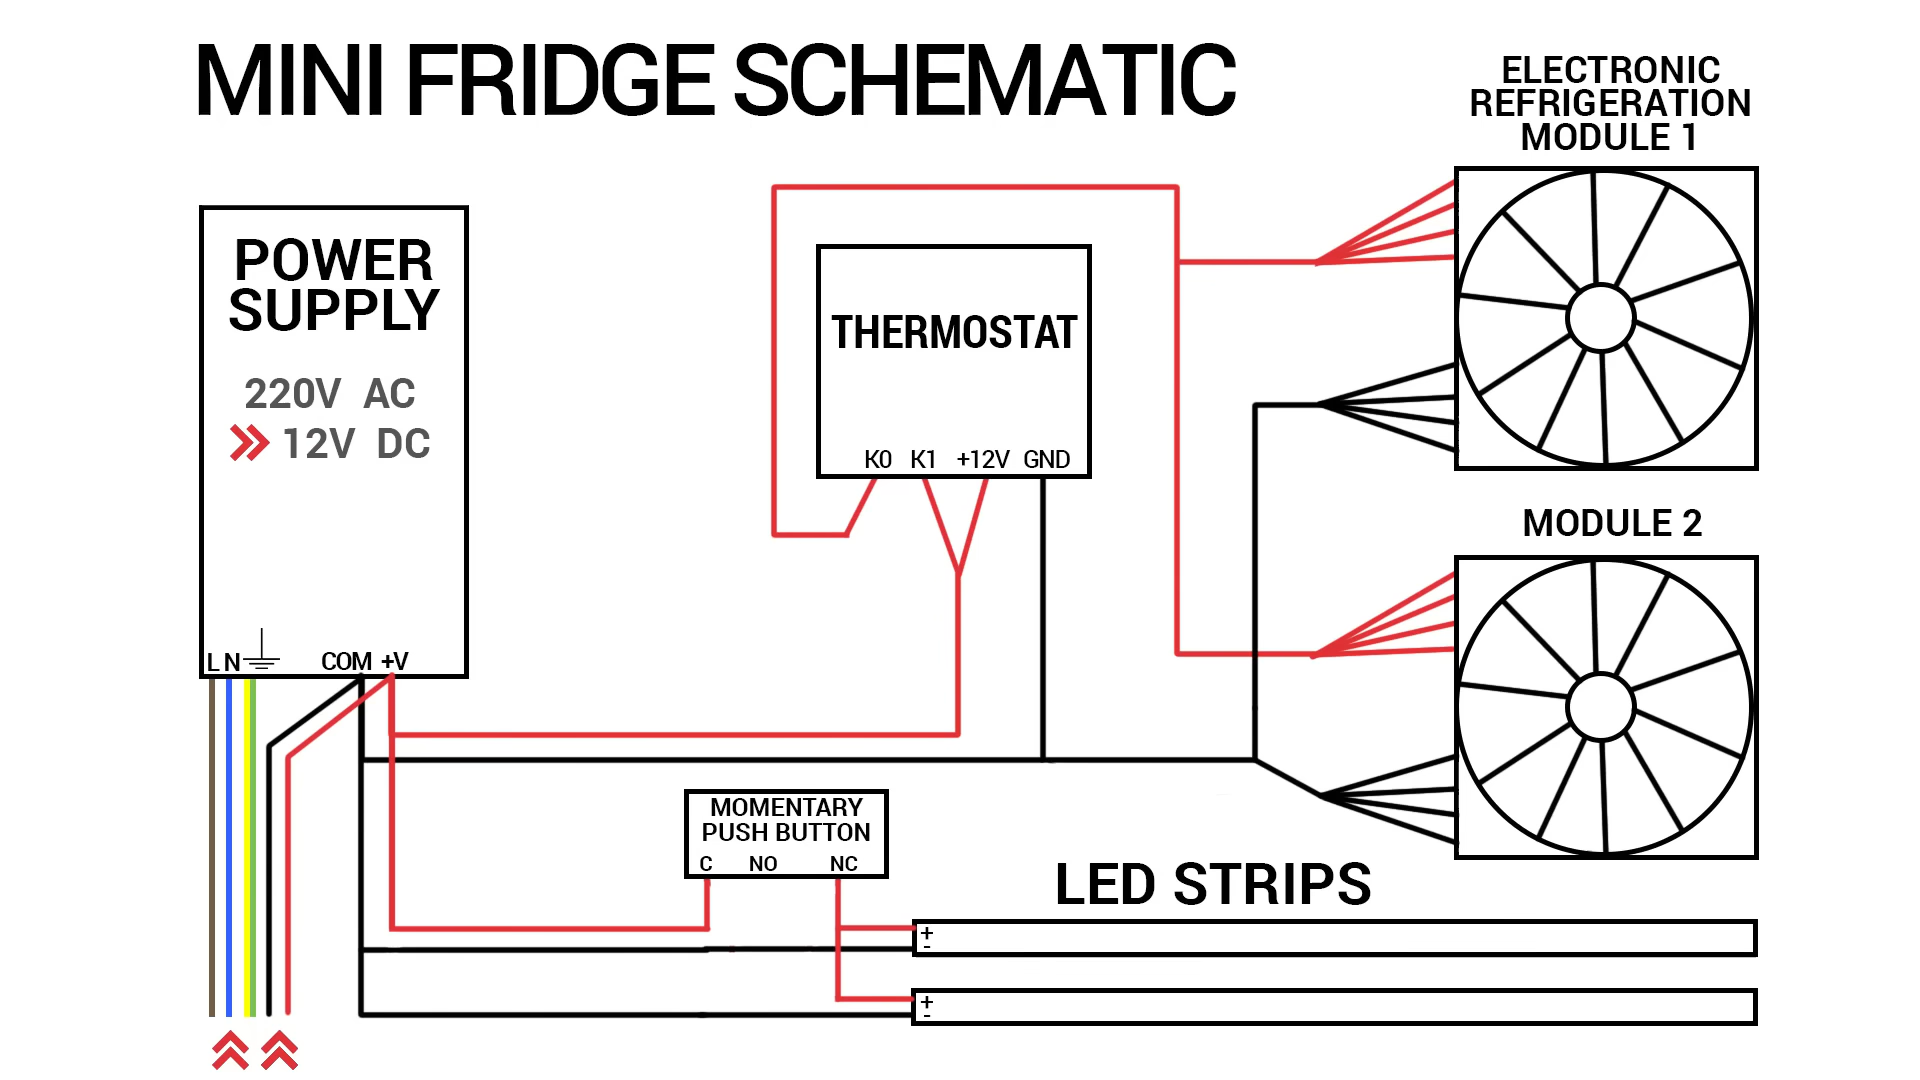 MINI FRIDGE SCHEMATIC
ELECTRONIC
REFRIGERATION
MODULE 1
POWER
SUPPLY
220V AC
12V DC
L N
COM +V
THERMOSTAT
K0 K1 +12V GND
MODULE 2
MOMENTARY
PUSH BUTTON
C NO NC
LED STRIPS
+
-
+
-